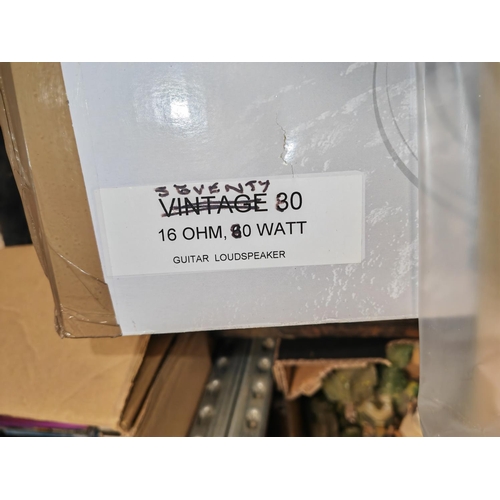 SEVENTY
VINTAGE 80
16 OHM, 80 WATT
GUITAR LOUDSPEAKER